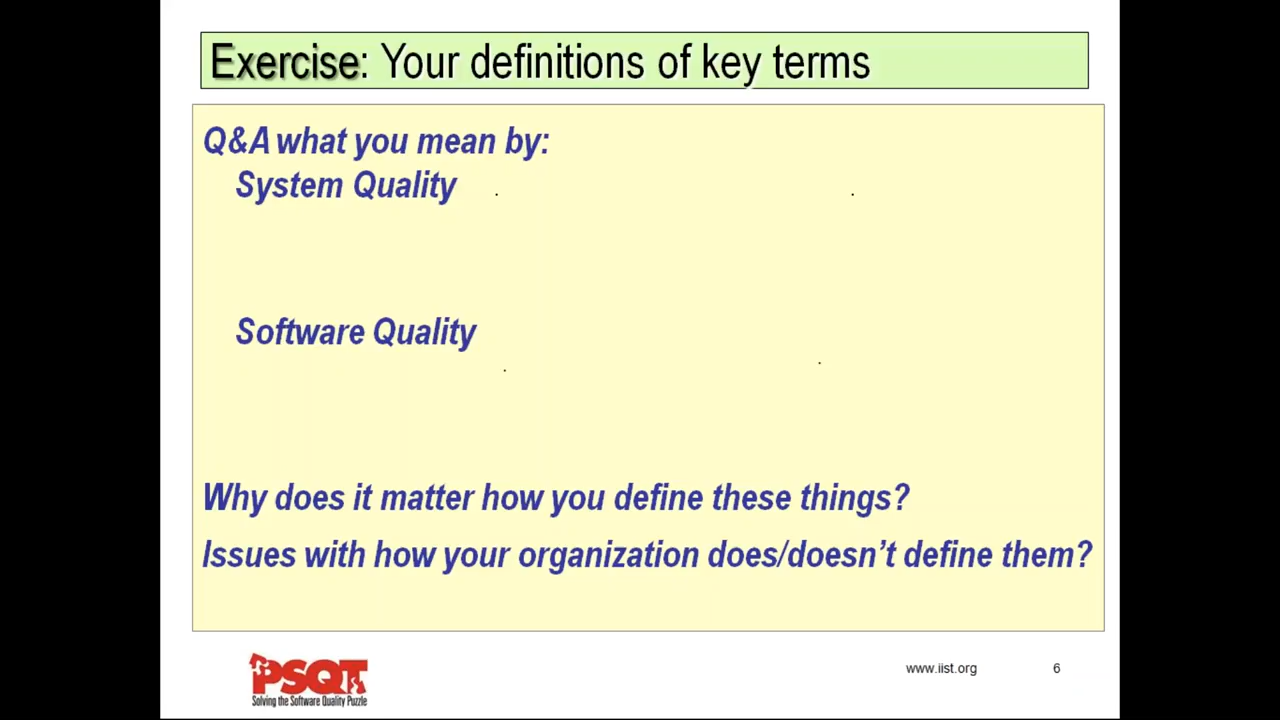 Exercise: Your definitions of key terms
Q&A what you mean by:
System Quality
Software Quality
Why does it matter how you define these things?
Issues with how your organization does/doesn’t define them?
PSQT
Solving the Software Quality Puzzle
www.iist.org
6